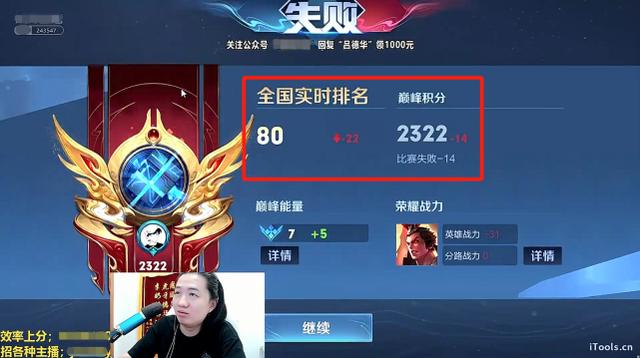 243547
失败
关注公众号 回复“吕德华”领1000元
全国实时排名 巅峰积分
80 -22 2322 -14
比赛失败-14
巅峰能量 荣耀战力
7 +5 英雄战力 -31
详情 分路战力 0 详情
2322
继续
效率上分：
招各种主播：
iTools.cn